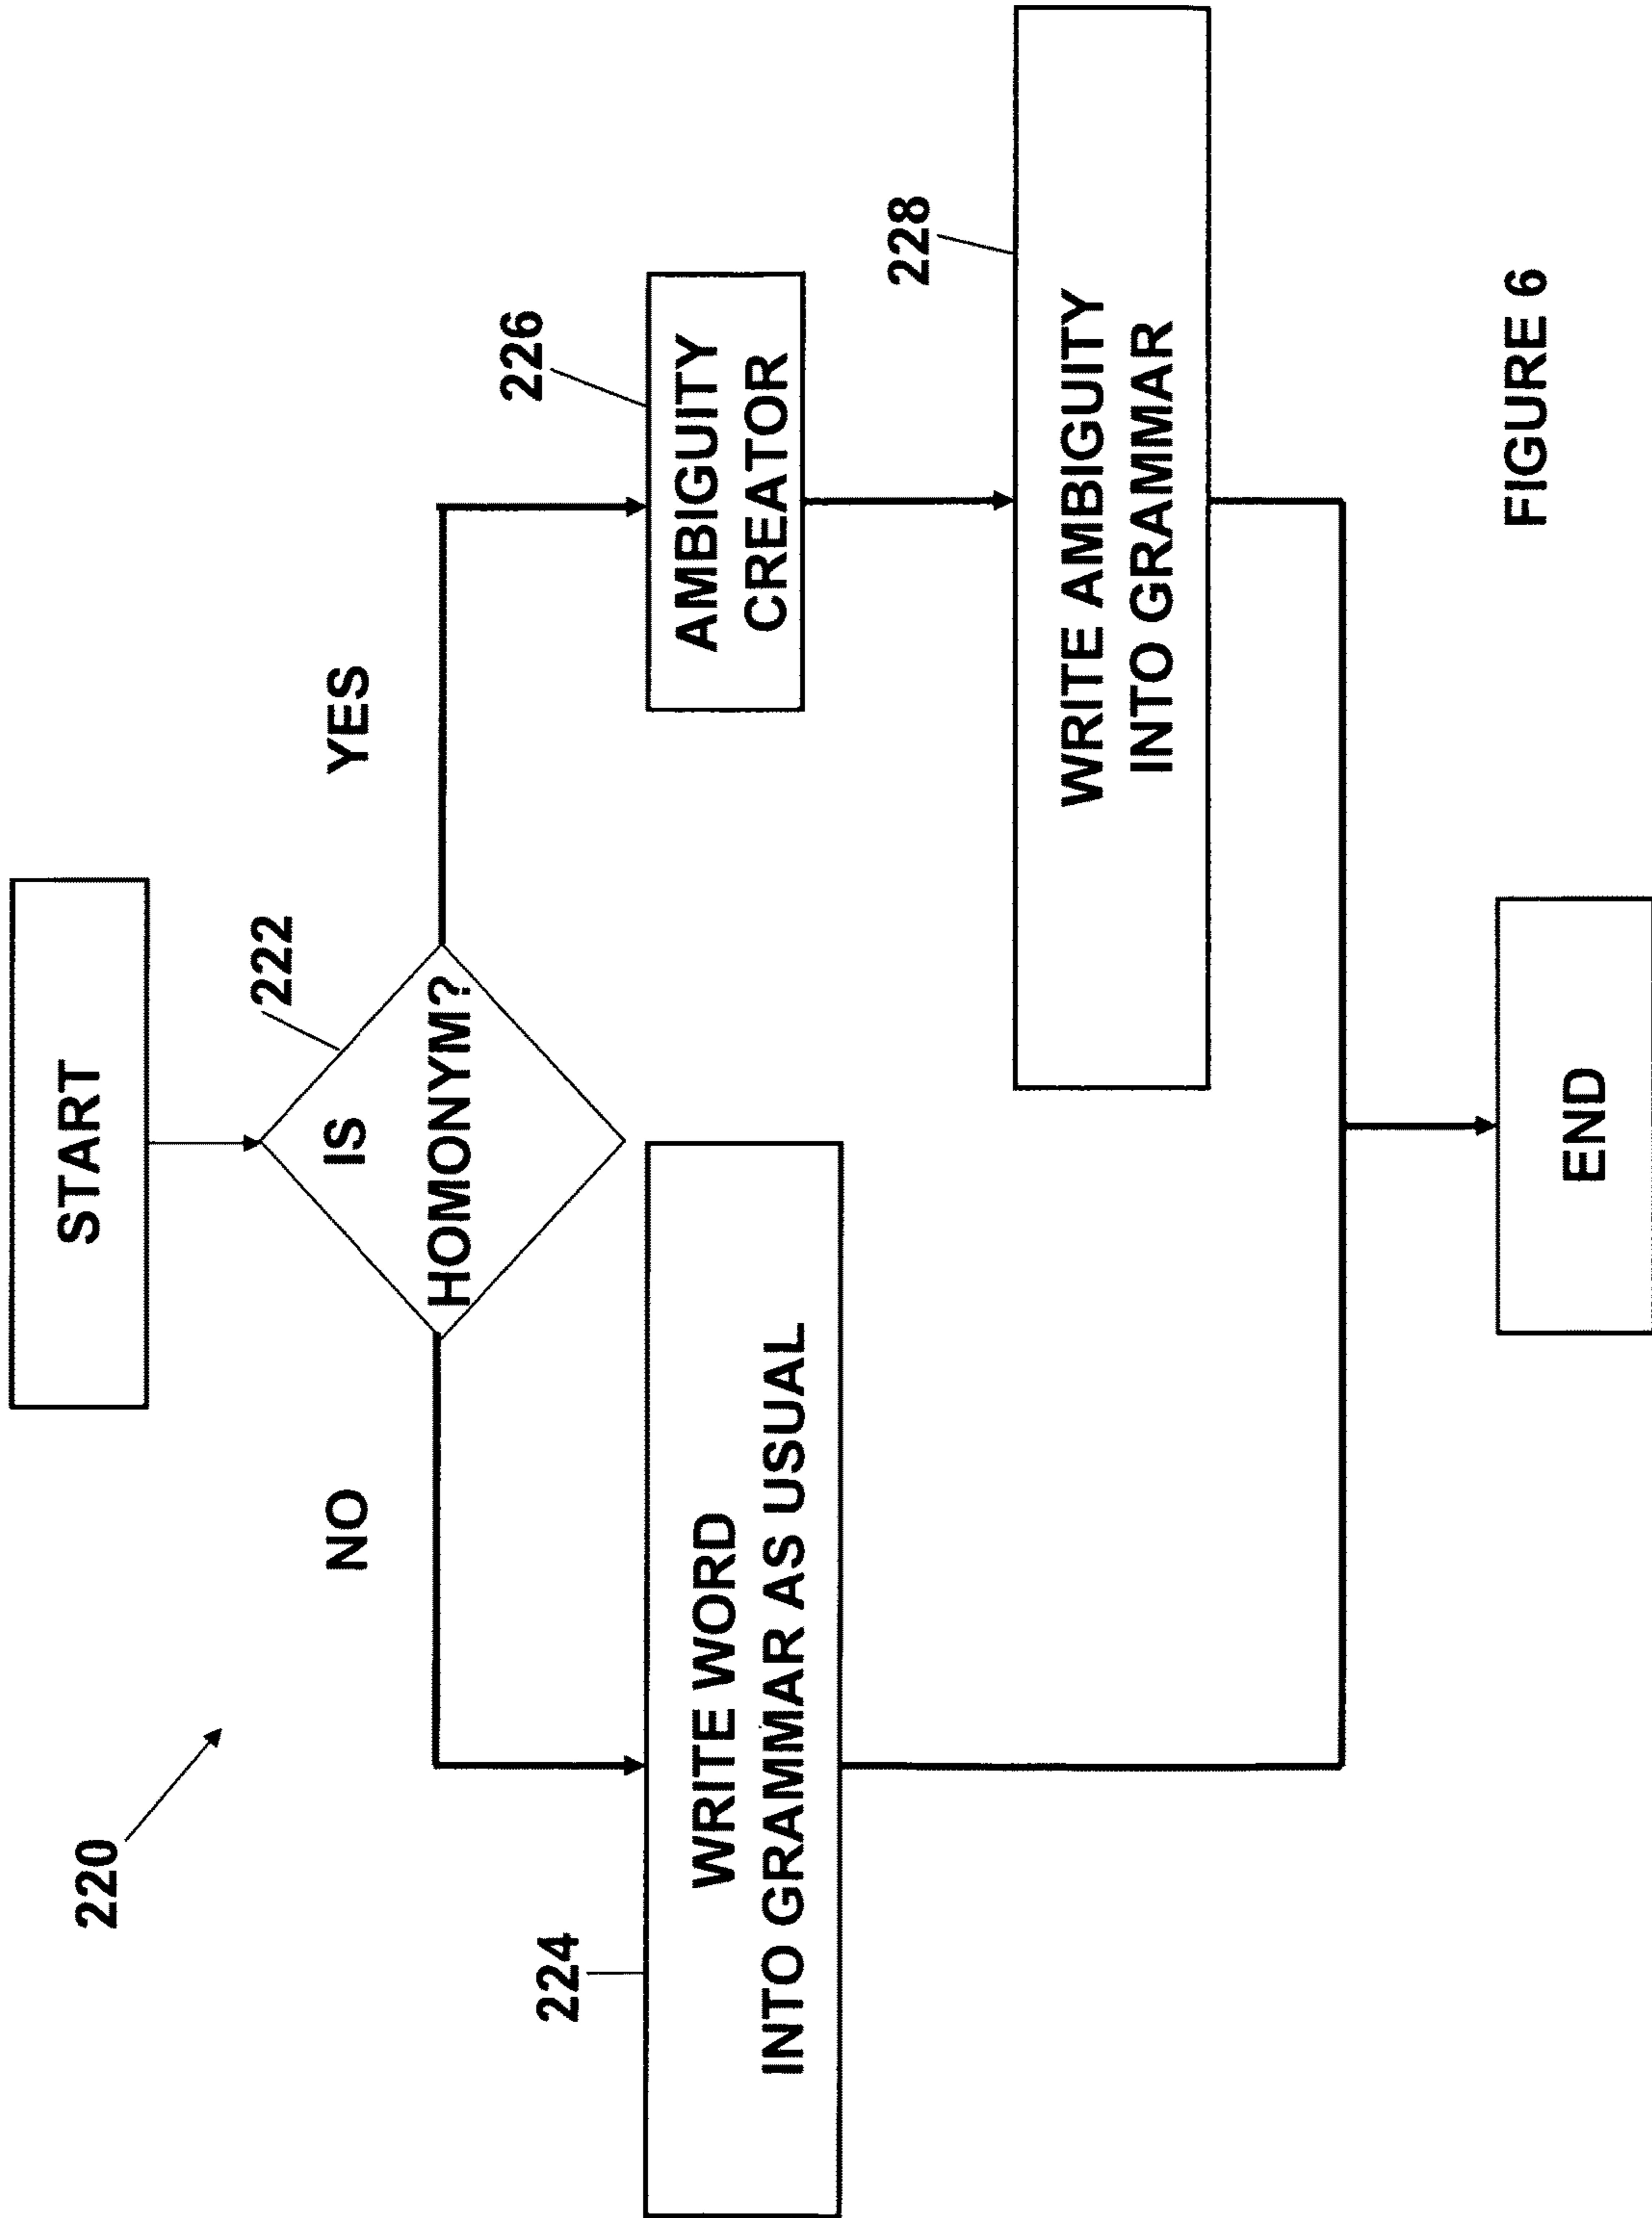 220
START
222
IS
HOMONYM?
NO
YES
224
WRITE WORD
INTO GRAMMAR AS USUAL
226
AMBIGUITY
CREATOR
228
WRITE AMBIGUITY
INTO GRAMMAR
END
FIGURE 6